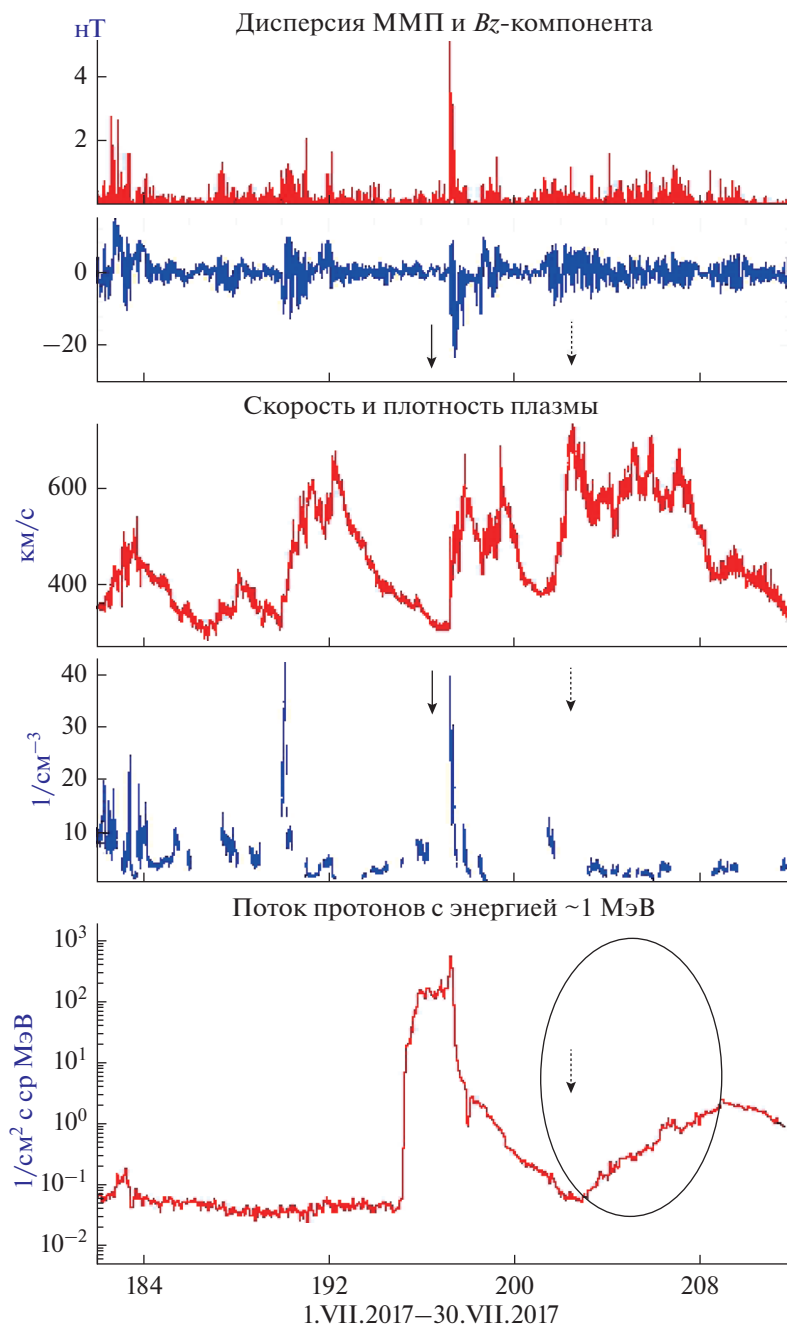 Дисперсия ММП и Bz-компонента
нТ
4
2
0
−20
Скорость и плотность плазмы
км/с
600
400
1/см⁻³
40
30
20
10
Поток протонов с энергией ~1 МэВ
1/см² с ср МэВ
10³
10²
10¹
10⁰
10⁻¹
10⁻²
184 192 200 208
1.VII.2017−30.VII.2017